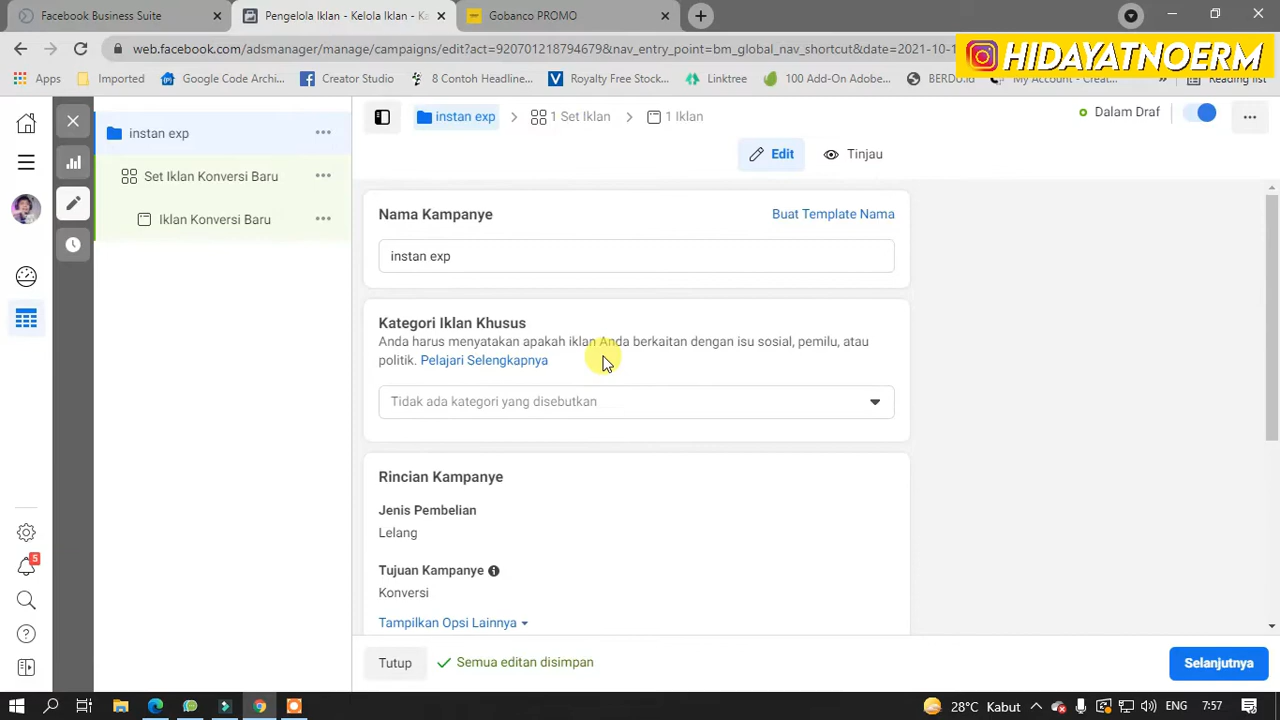 Facebook Business Suite
Pengelola Iklan - Kelola Iklan - Ka
Gobanco PROMO
web.facebook.com/adsmanager/manage/campaigns/edit?act=920701218794679&nav_entry_point=bm_global_nav_shortcut&date=2021-10-1
HIDAYATNOERM
Apps
Imported
Google Code Archi...
Creator Studio
8 Contoh Headline...
Royalty Free Stock...
Linktree
100 Add-On Adobe...
BERDU.id
My Account - Creat...
Reading list
instan exp
Set Iklan Konversi Baru
Iklan Konversi Baru
instan exp
1 Set Iklan
1 Iklan
Dalam Draf
Edit
Tinjau
Nama Kampanye
Buat Template Nama
instan exp
Kategori Iklan Khusus
Anda harus menyatakan apakah iklan Anda berkaitan dengan isu sosial, pemilu, atau
politik. Pelajari Selengkapnya
Tidak ada kategori yang disebutkan
Rincian Kampanye
Jenis Pembelian
Lelang
Tujuan Kampanye
Konversi
Tampilkan Opsi Lainnya
5
Tutup
Semua editan disimpan
Selanjutnya
28°C Kabut
ENG
7:57